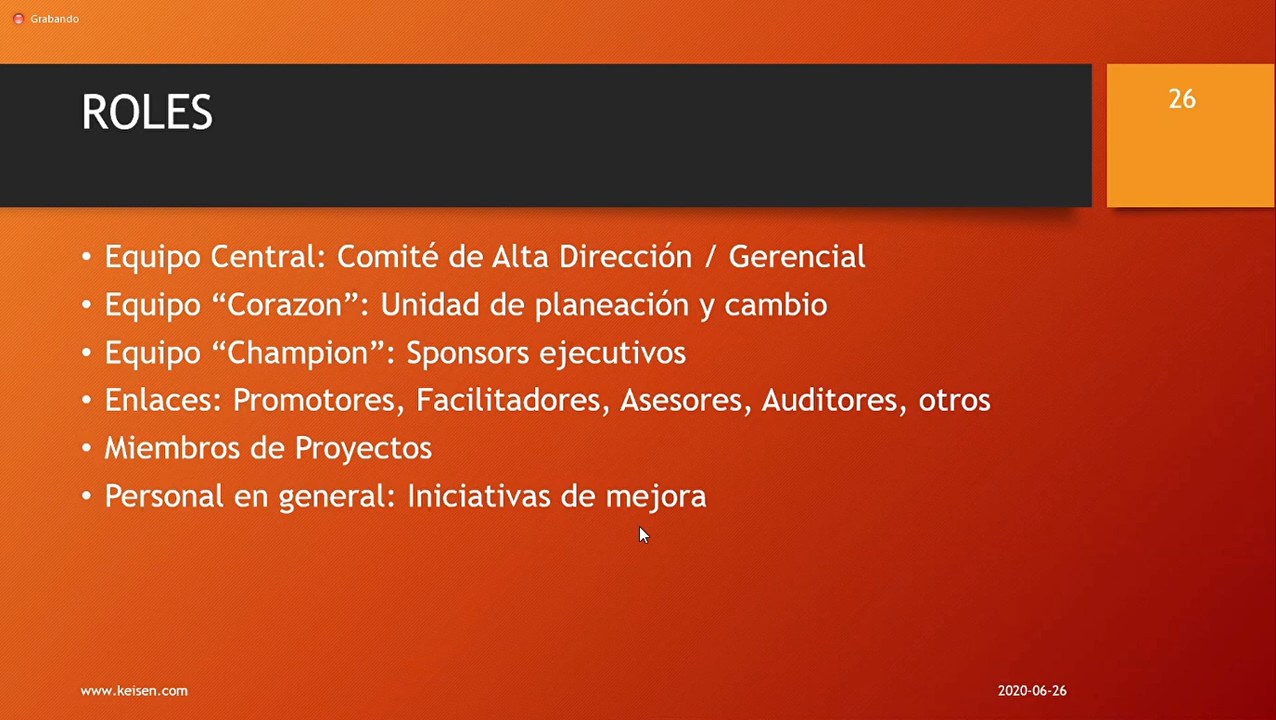 Grabando
ROLES
26
• Equipo Central: Comité de Alta Dirección / Gerencial
• Equipo “Corazon”: Unidad de planeación y cambio
• Equipo “Champion”: Sponsors ejecutivos
• Enlaces: Promotores, Facilitadores, Asesores, Auditores, otros
• Miembros de Proyectos
• Personal en general: Iniciativas de mejora
www.keisen.com
2020-06-26